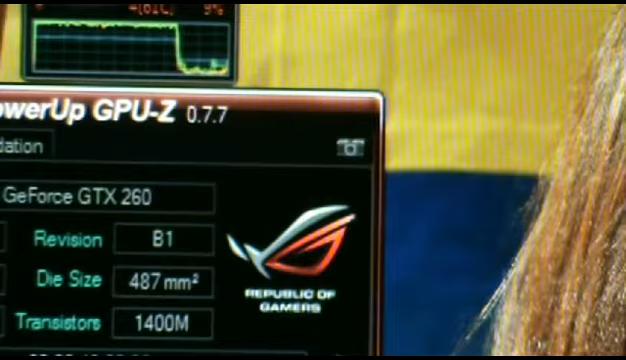 9%
owerUp GPU-Z 0.7.7
dation
GeForce GTX 260
Revision B1
Die Size 487 mm²
REPUBLIC OF
GAMERS
Transistors 1400M